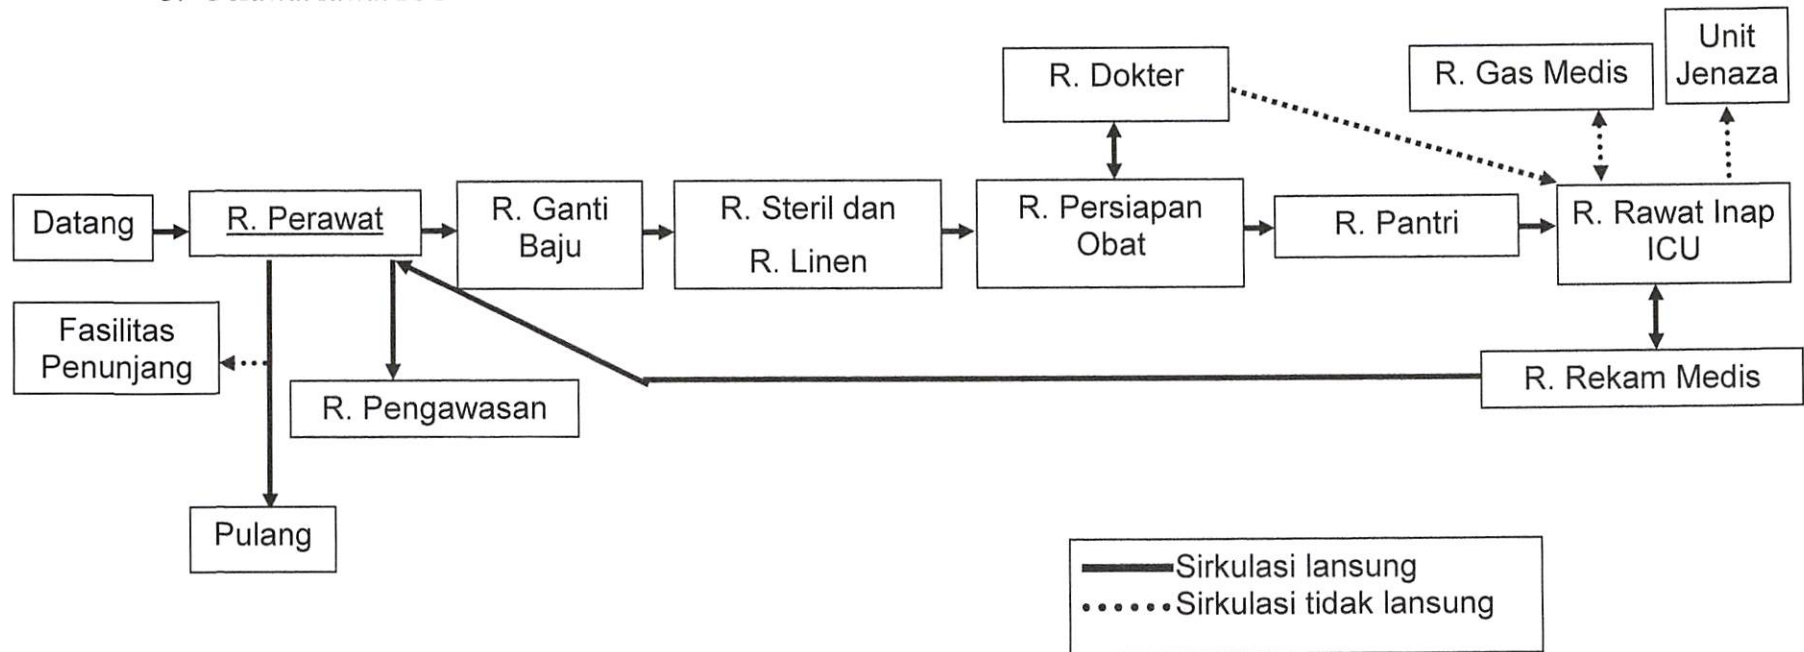 Unit
Jenaza
R. Dokter
R. Gas Medis
Datang
R. Perawat
R. Ganti
Baju
R. Steril dan
R. Linen
R. Persiapan
Obat
R. Pantri
R. Rawat Inap
ICU
Fasilitas
Penunjang
R. Pengawasan
R. Rekam Medis
Pulang
Sirkulasi lansung
Sirkulasi tidak lansung